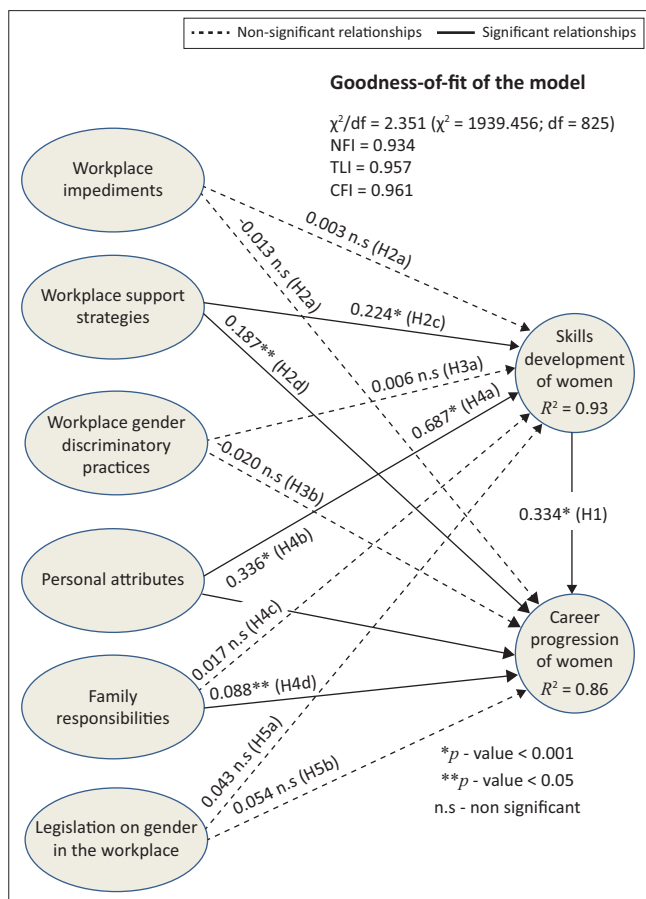 Non-significant relationships
Significant relationships
Goodness-of-fit of the model
χ²/df = 2.351 (χ² = 1939.456; df = 825)
NFI = 0.934
TLI = 0.957
CFI = 0.961
Workplace
impediments
0.003 n.s (H2a)
-0.013 n.s (H2a)
Workplace support
strategies
0.224* (H2c)
0.187** (H2d)
Skills
development
of women
R² = 0.93
Workplace gender
discriminatory
practices
0.006 n.s (H3a)
-0.020 n.s (H3b)
0.687* (H4a)
0.334* (H1)
Personal attributes
0.336* (H4b)
Career
progression
of women
R² = 0.86
Family
responsibilities
0.017 n.s (H4c)
0.088** (H4d)
Legislation on gender
in the workplace
0.043 n.s (H5a)
0.054 n.s (H5b)
*p - value < 0.001
**p - value < 0.05
n.s - non significant